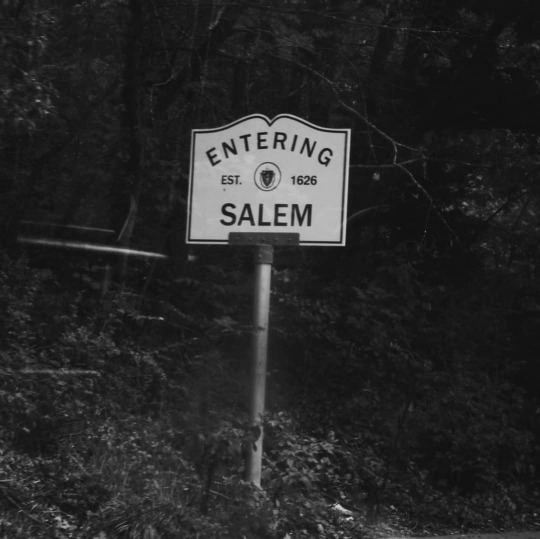 ENTERING
EST. 1626
SALEM